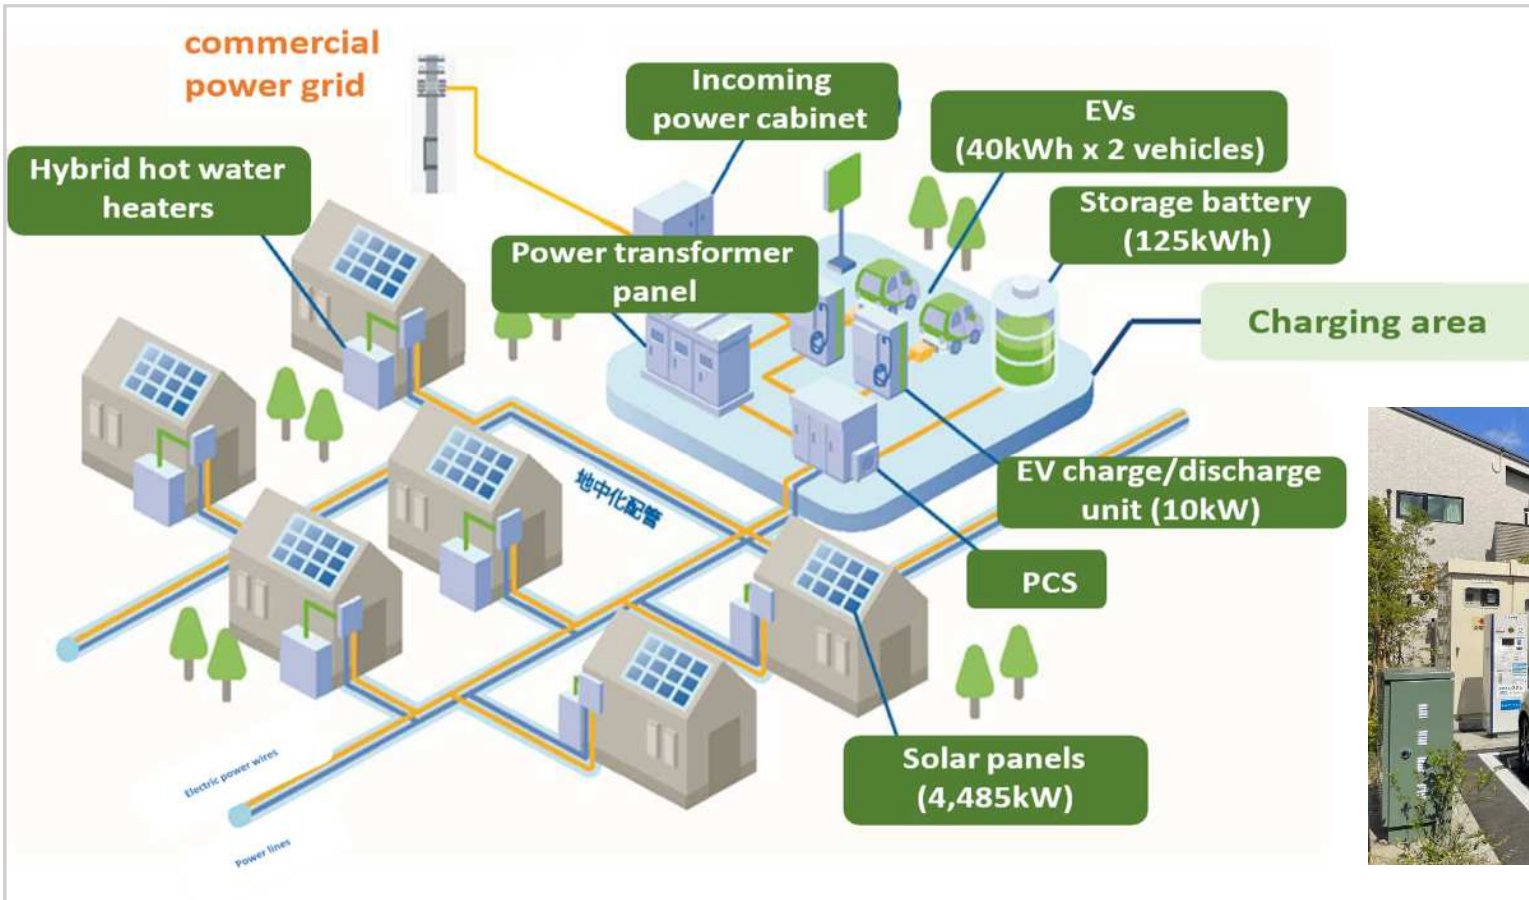 commercial
power grid
Incoming
power cabinet
EVs
(40kWh x 2 vehicles)
Hybrid hot water
heaters
Storage battery
(125kWh)
Power transformer
panel
Charging area
地中化配管
EV charge/discharge
unit (10kW)
PCS
Solar panels
(4,485kW)
Electric power wires
Power lines